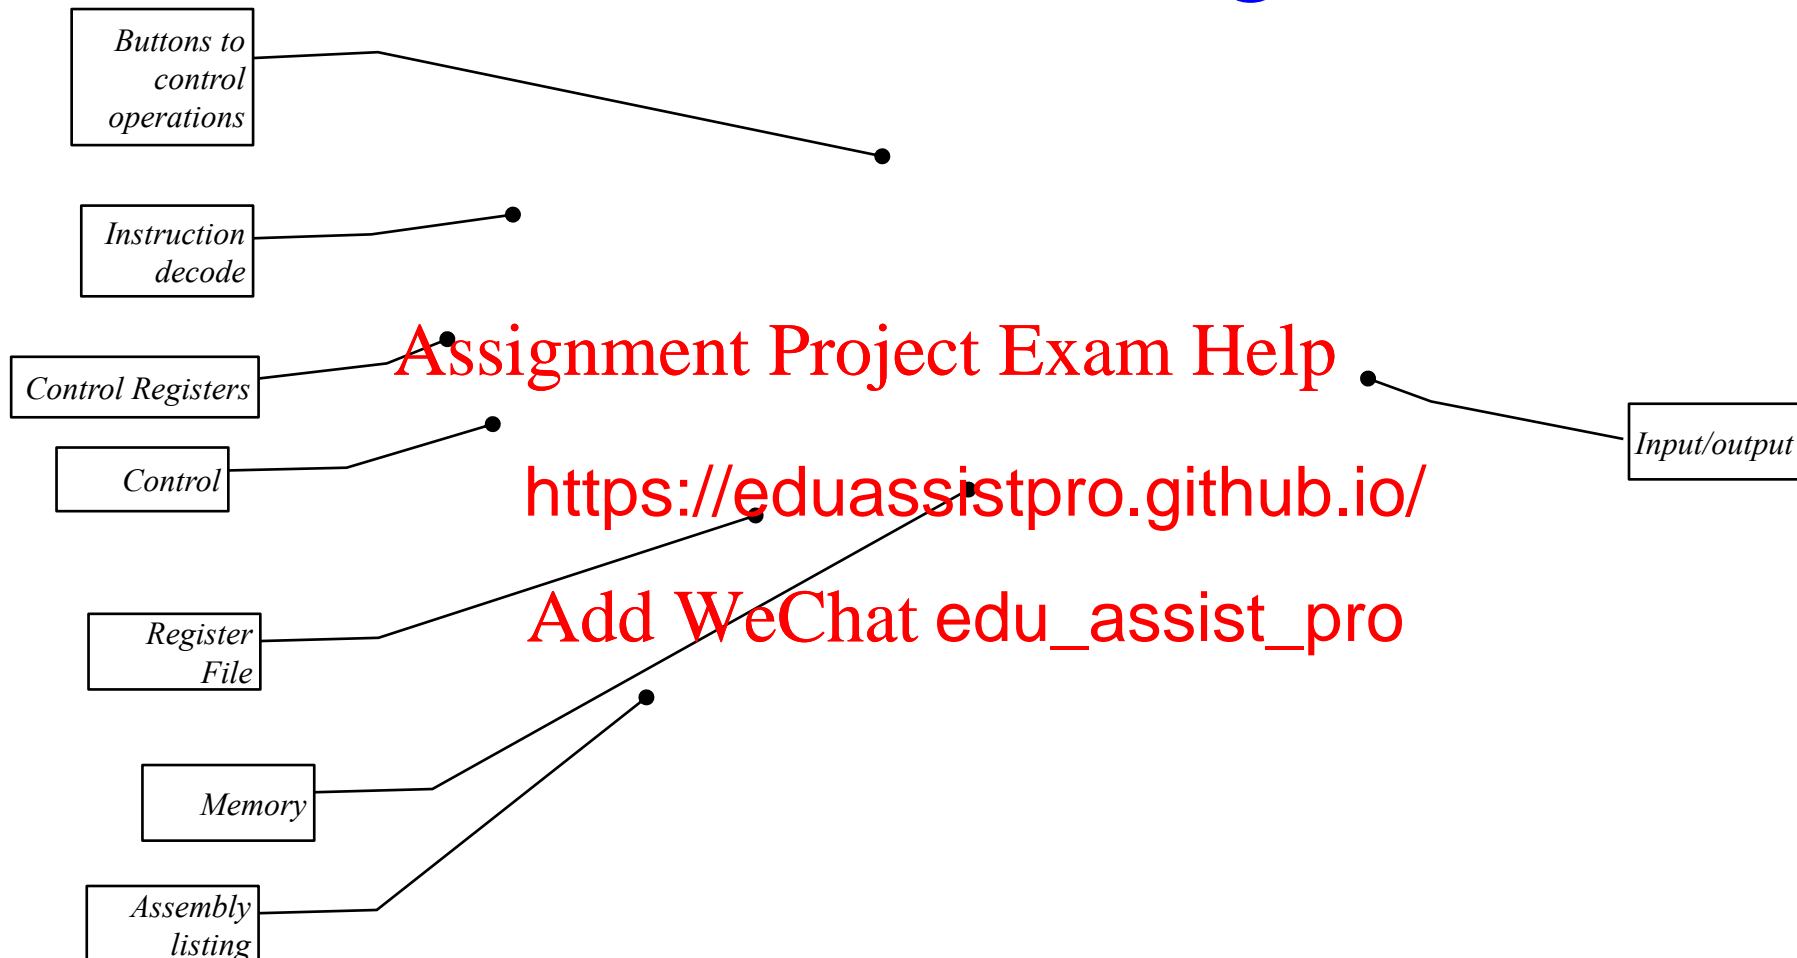 Buttons to
control
operations
Instruction
decode
Assignment Project Exam Help
Control Registers
Input/output
Control
https://eduassistpro.github.io/
Register
File
Add WeChat edu_assist_pro
Memory
Assembly
listing